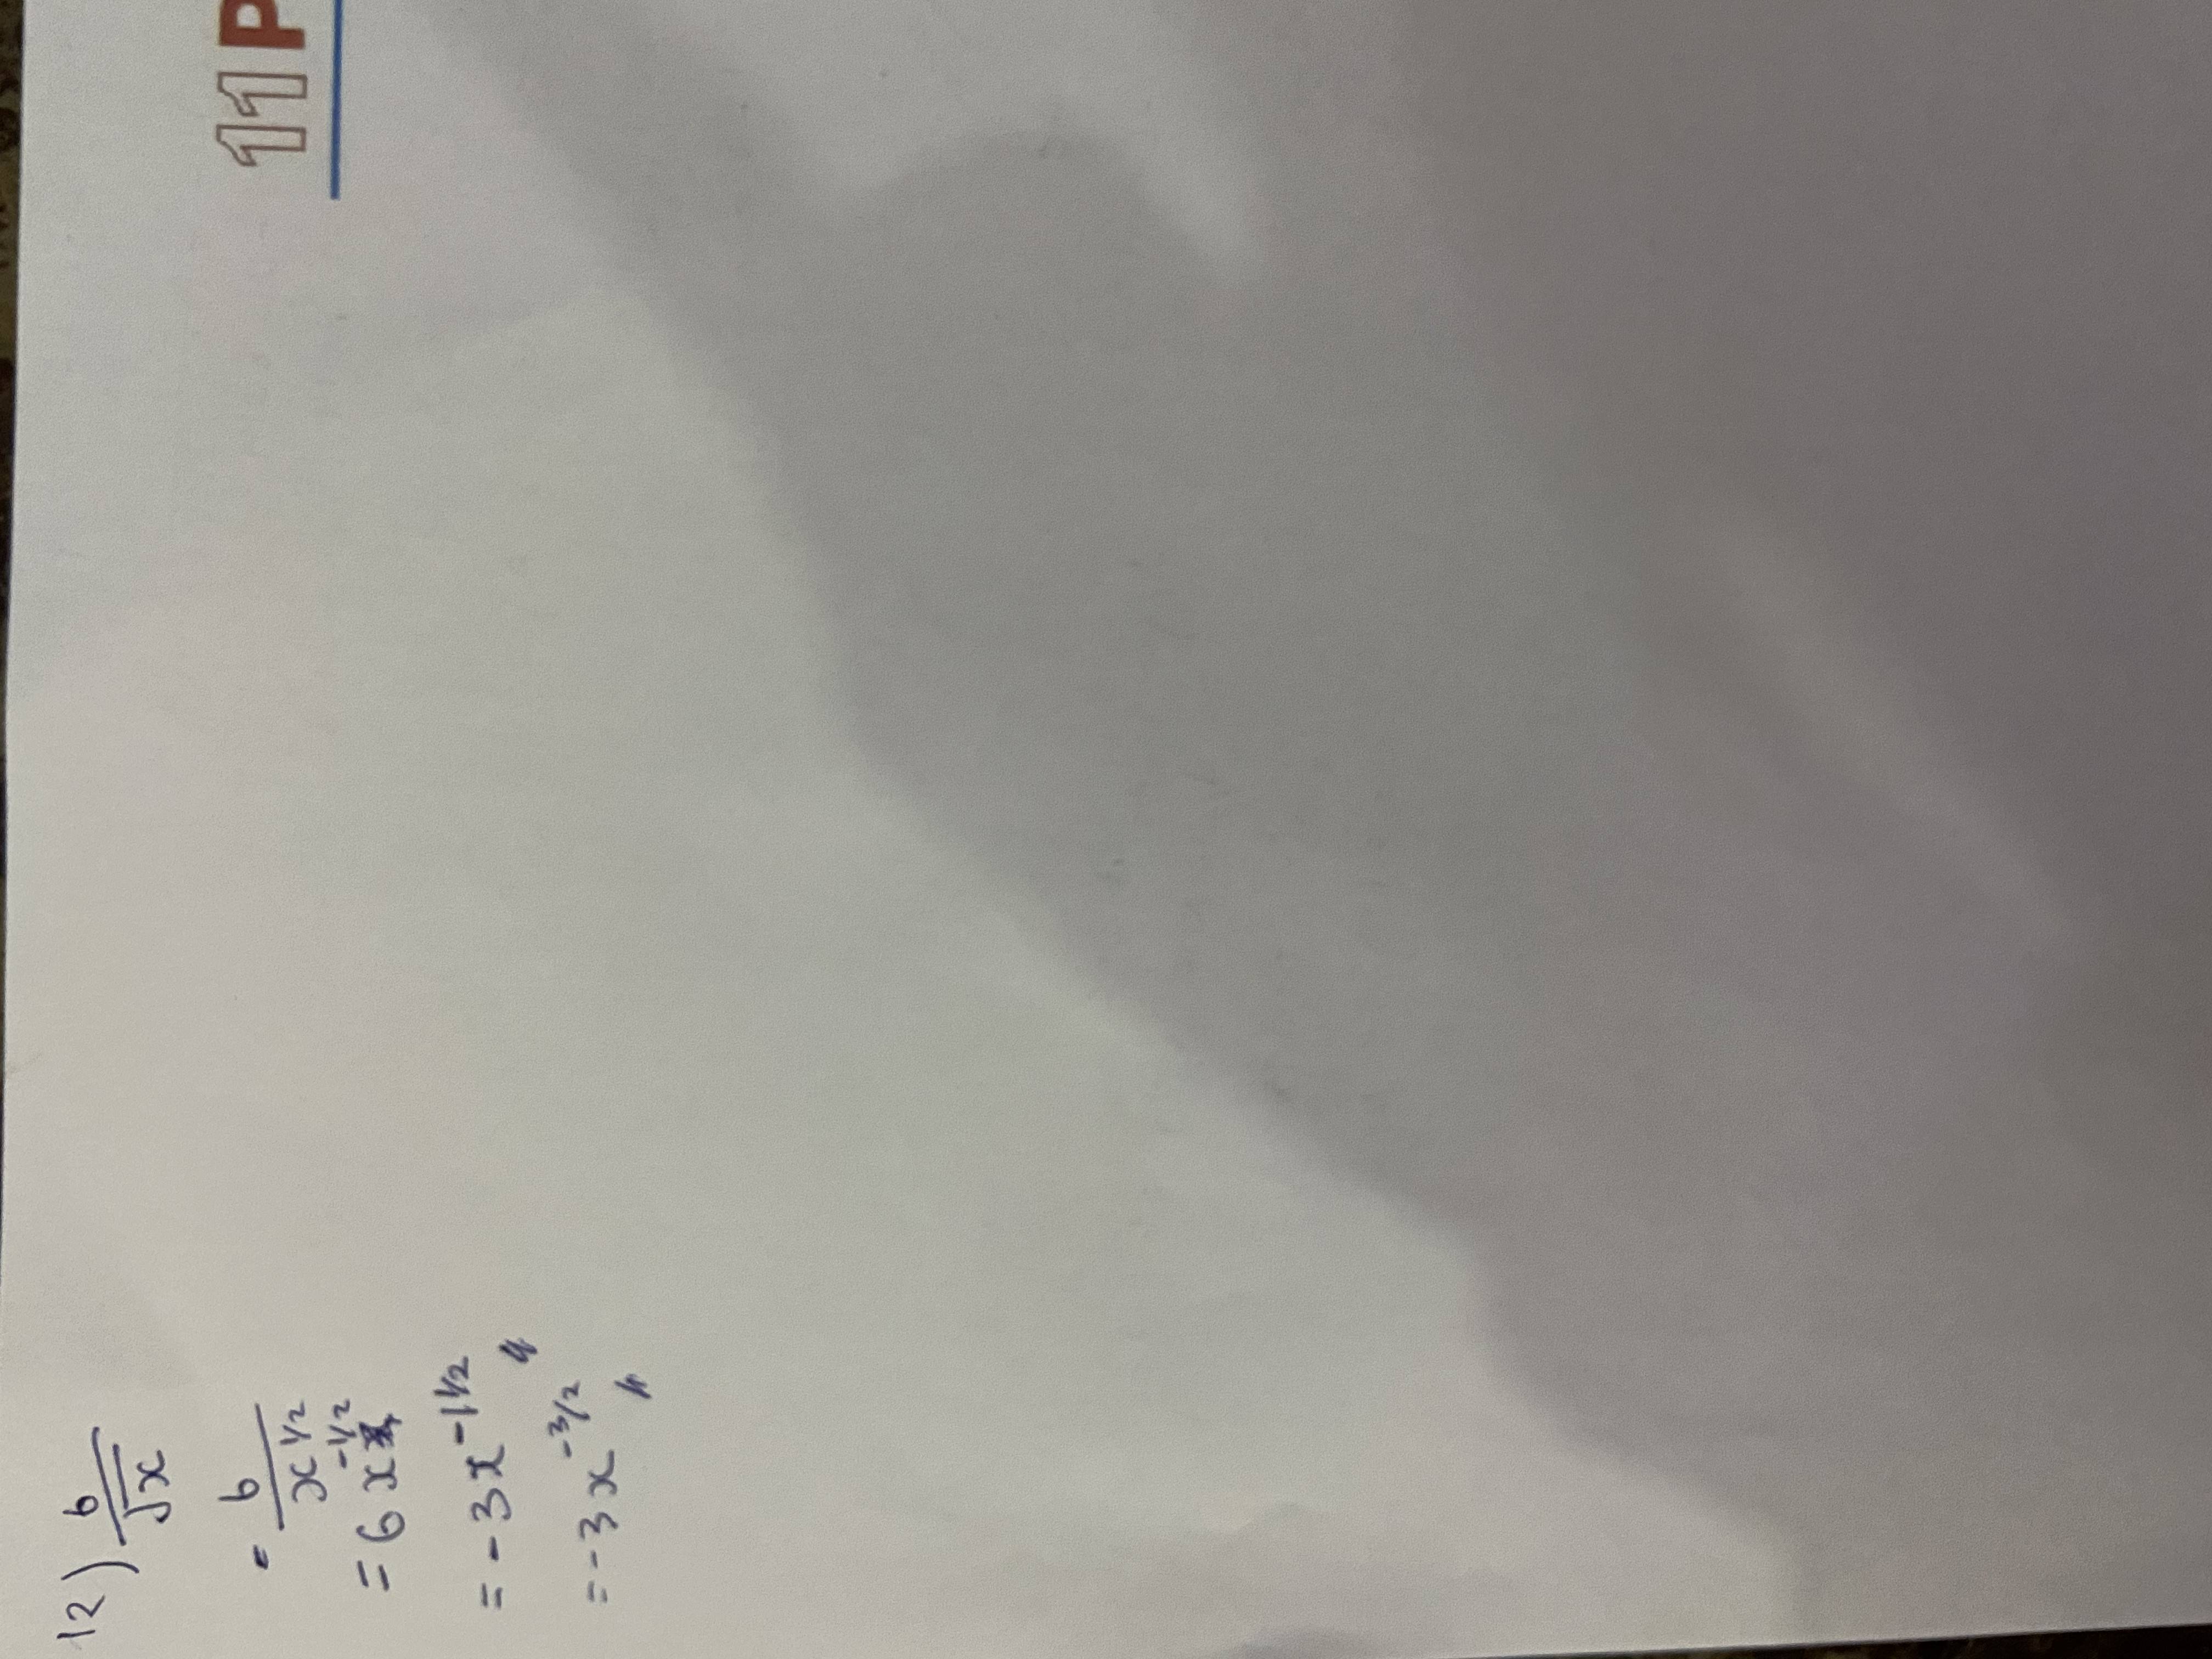 12) 6/√x
= 6/x^1/2
= 6x^-1/2
= -3x^-1 1/2
= -3x^-3/2
11P